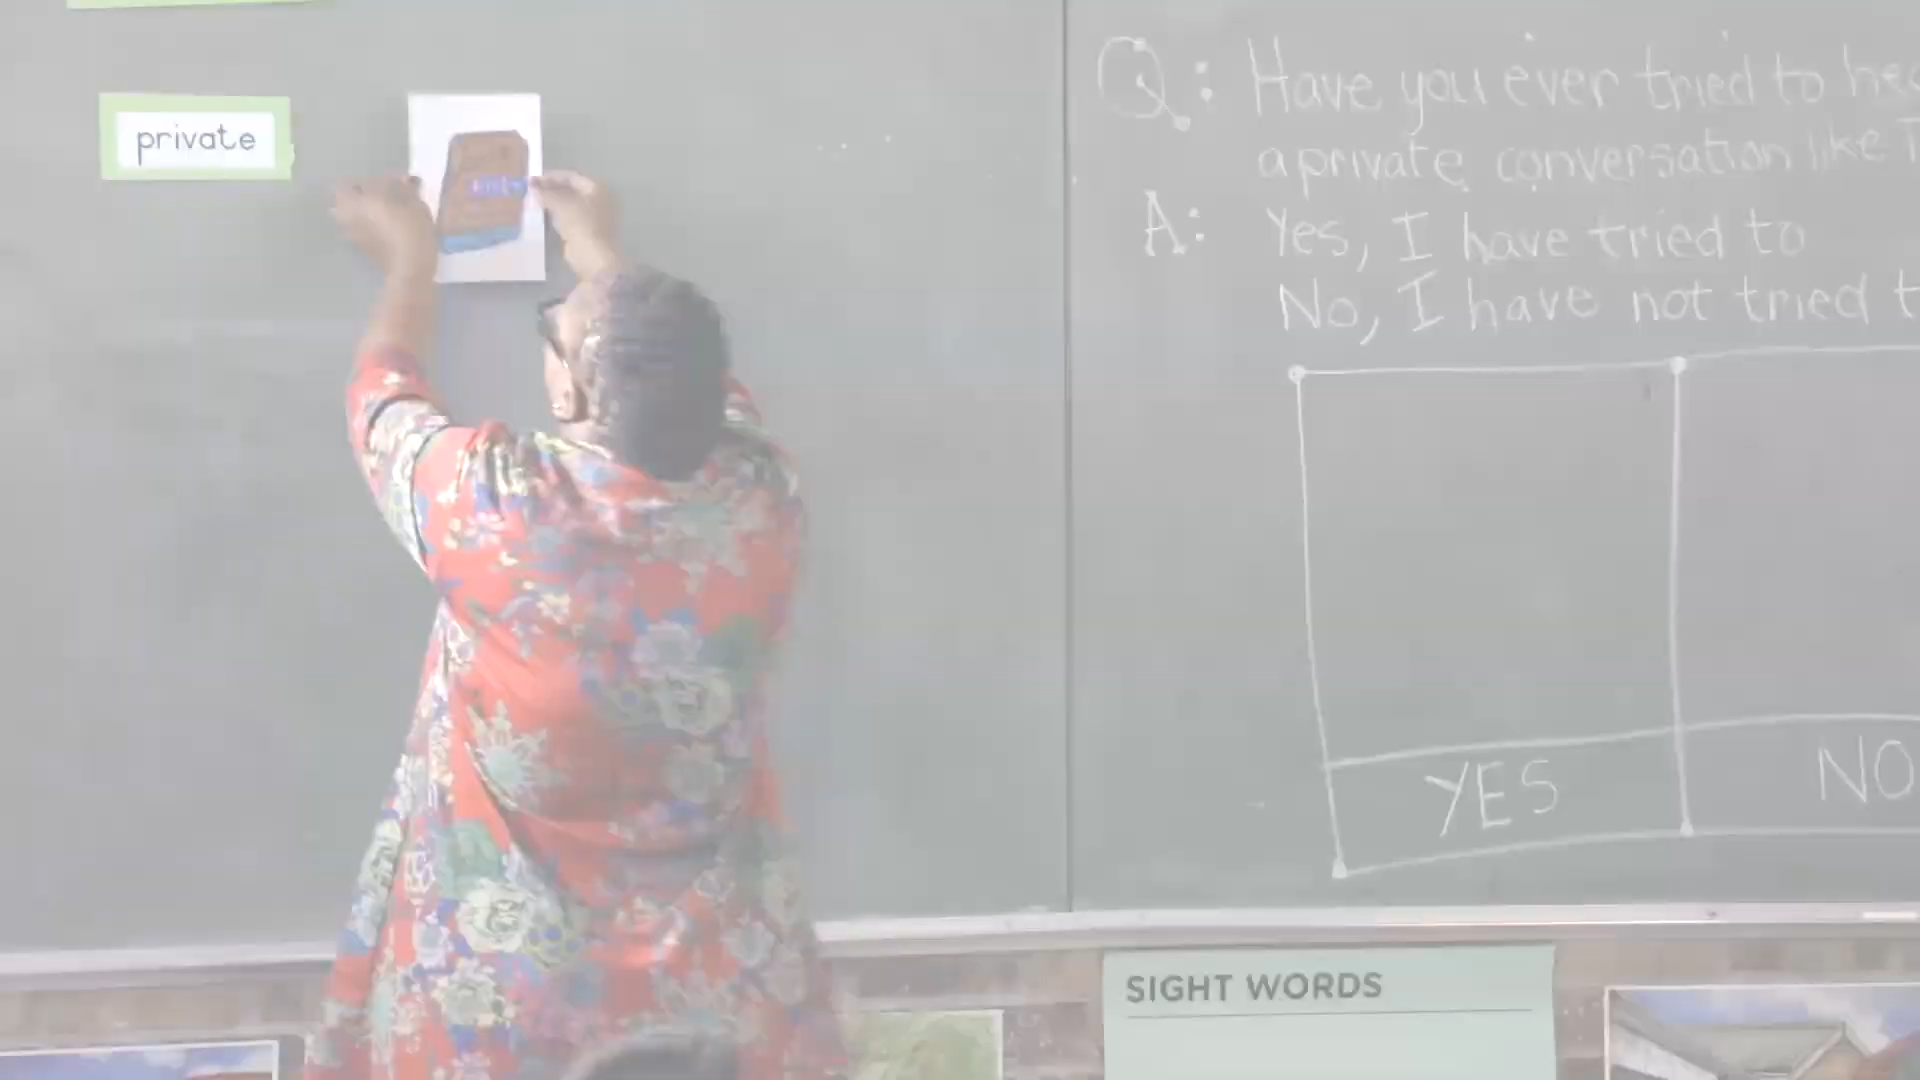 private
Q: Have you ever tried to hea
a private conversation like T
A: Yes, I have tried to
No, I have not tried t
YES
NO
SIGHT WORDS